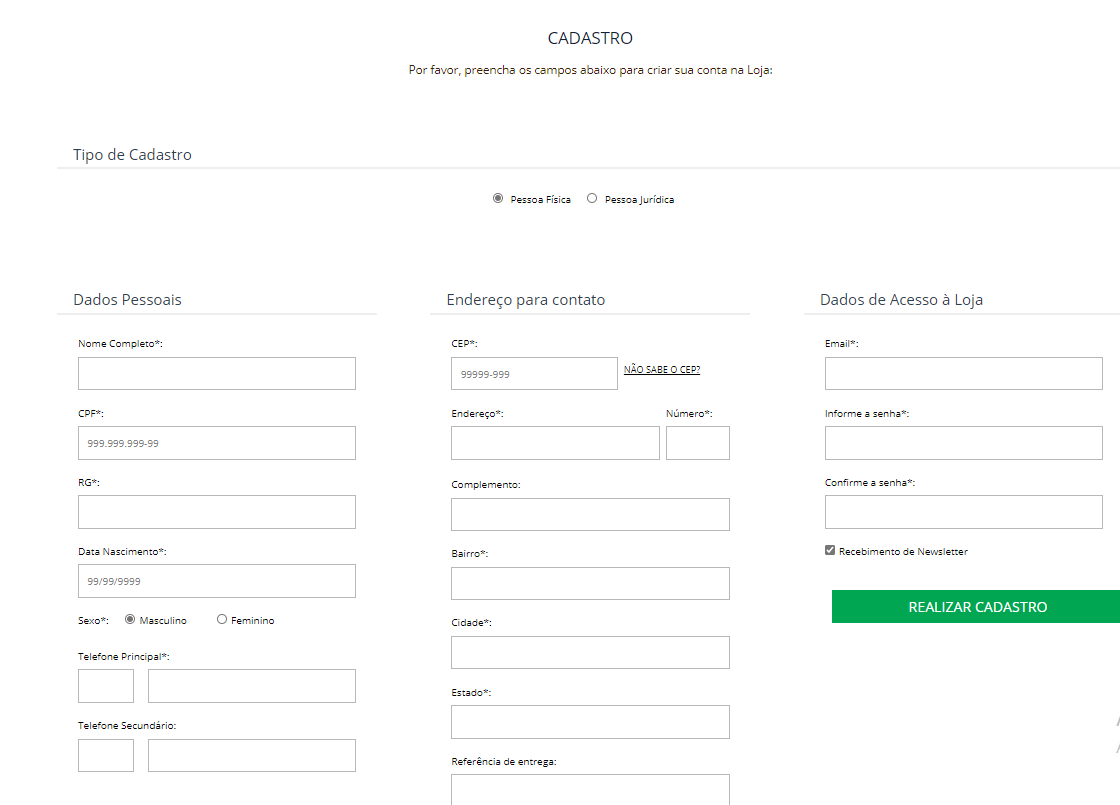 CADASTRO
Por favor, preencha os campos abaixo para criar sua conta na Loja:
Tipo de Cadastro
Pessoa Física
Pessoa Jurídica
Dados Pessoais
Nome Completo*:
CPF*:
999.999.999-99
RG*:
Data Nascimento*:
99/99/9999
Sexo*: Masculino Feminino
Telefone Principal*:
Telefone Secundário:
Endereço para contato
CEP*:
99999-999 NÃO SABE O CEP?
Endereço*: Número*:
Complemento:
Bairro*:
Cidade*:
Estado*:
Referência de entrega:
Dados de Acesso à Loja
Email*:
Informe a senha*:
Confirme a senha*:
Recebimento de Newsletter
REALIZAR CADASTRO